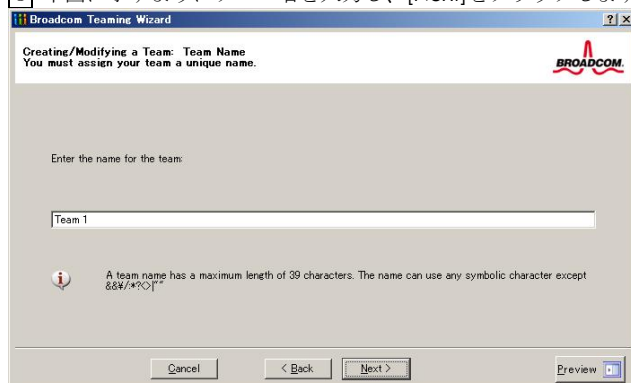 Broadcom Teaming Wizard
Creating/Modifying a Team: Team Name
You must assign your team a unique name.
BROADCOM.
Enter the name for the team:
Team 1
A team name has a maximum length of 39 characters. The name can use any symbolic character except
&&¥/:*?<>|""
Cancel
< Back
Next >
Preview